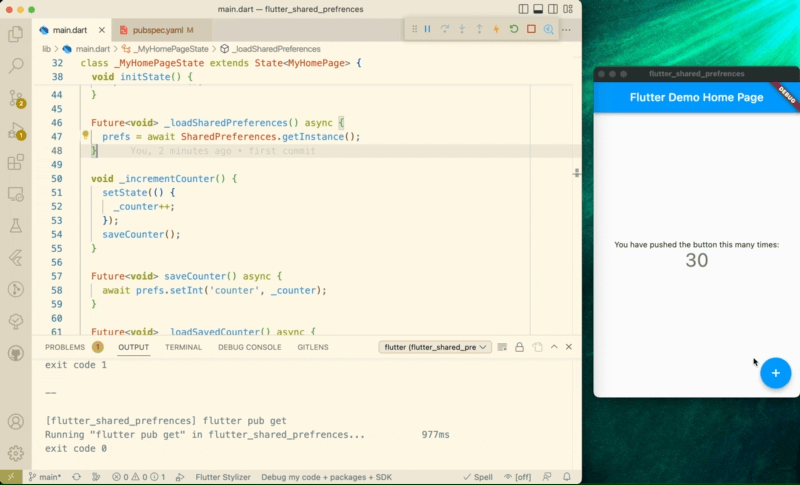 main.dart — flutter_shared_prefrences
main.dart
pubspec.yaml M
lib > main.dart > _MyHomePageState > _loadSharedPreferences
32 class _MyHomePageState extends State<MyHomePage> {
38 void initState() {
44 }
45
46 Future<void> _loadSharedPreferences() async {
47 prefs = await SharedPreferences.getInstance();
48 } You, 2 minutes ago • first commit
49
50 void _incrementCounter() {
51 setState(() {
52 _counter++;
53 });
54 saveCounter();
55 }
56
57 Future<void> saveCounter() async {
58 await prefs.setInt('counter', _counter);
59 }
60
61 Future<void> _loadSavedCounter() async {
PROBLEMS 1 OUTPUT TERMINAL DEBUG CONSOLE GITLENS
flutter (flutter_shared_pre
exit code 1
——
[flutter_shared_prefrences] flutter pub get
Running "flutter pub get" in flutter_shared_prefrences... 977ms
exit code 0
main* 0 0 1 Flutter Stylizer Debug my code + packages + SDK Spell [off]
2
1
flutter_shared_prefrences
Flutter Demo Home Page
DEBUG
You have pushed the button this many times:
30
+